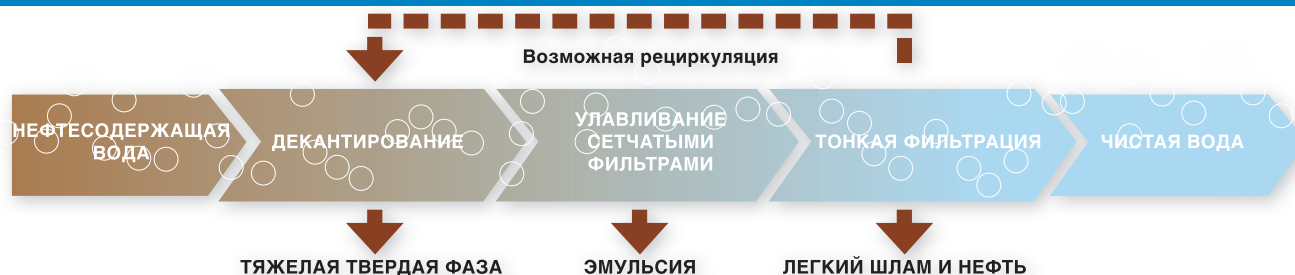 Возможная рециркуляция
НЕФТЕСОДЕРЖАЩАЯ
ВОДА
ДЕКАНТИРОВАНИЕ
УЛАВЛИВАНИЕ
СЕТЧАТЫМИ
ФИЛЬТРАМИ
ТОНКАЯ ФИЛЬТРАЦИЯ
ЧИСТАЯ ВОДА
ТЯЖЕЛАЯ ТВЕРДАЯ ФАЗА
ЭМУЛЬСИЯ
ЛЕГКИЙ ШЛАМ И НЕФТЬ